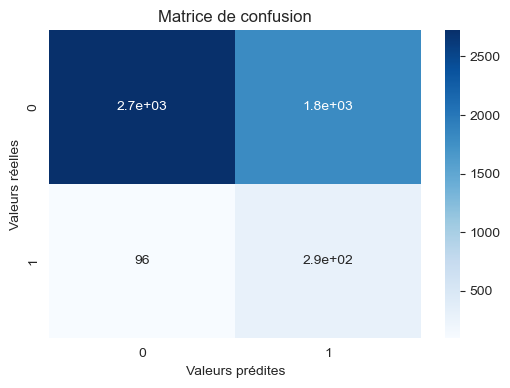 Matrice de confusion
Valeurs réelles
0
2.7e+03
1.8e+03
1
96
2.9e+02
0
1
Valeurs prédites
2500
2000
1500
1000
500